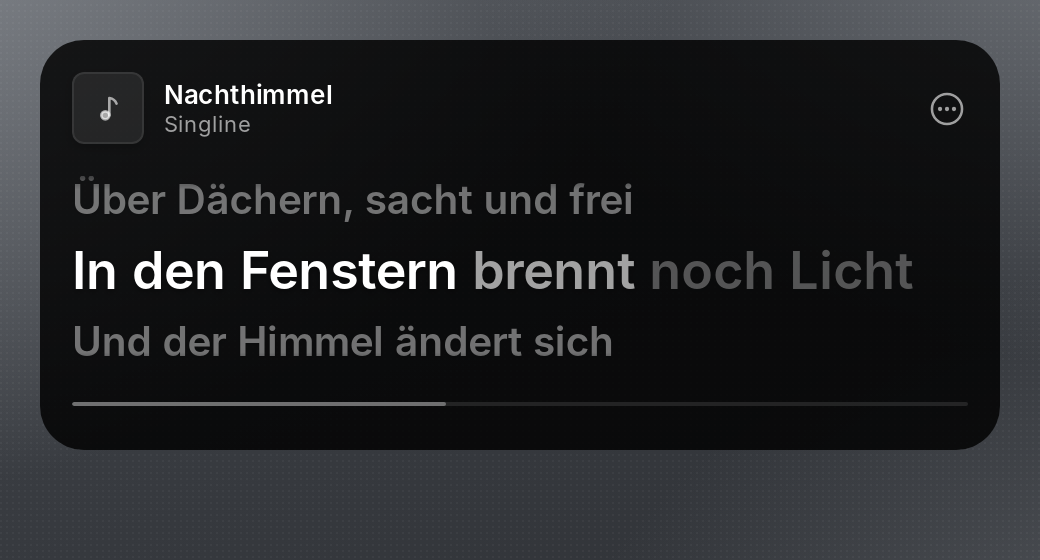 Nachthimmel
Singline
Über Dächern, sacht und frei
In den Fenstern brennt noch Licht
Und der Himmel ändert sich